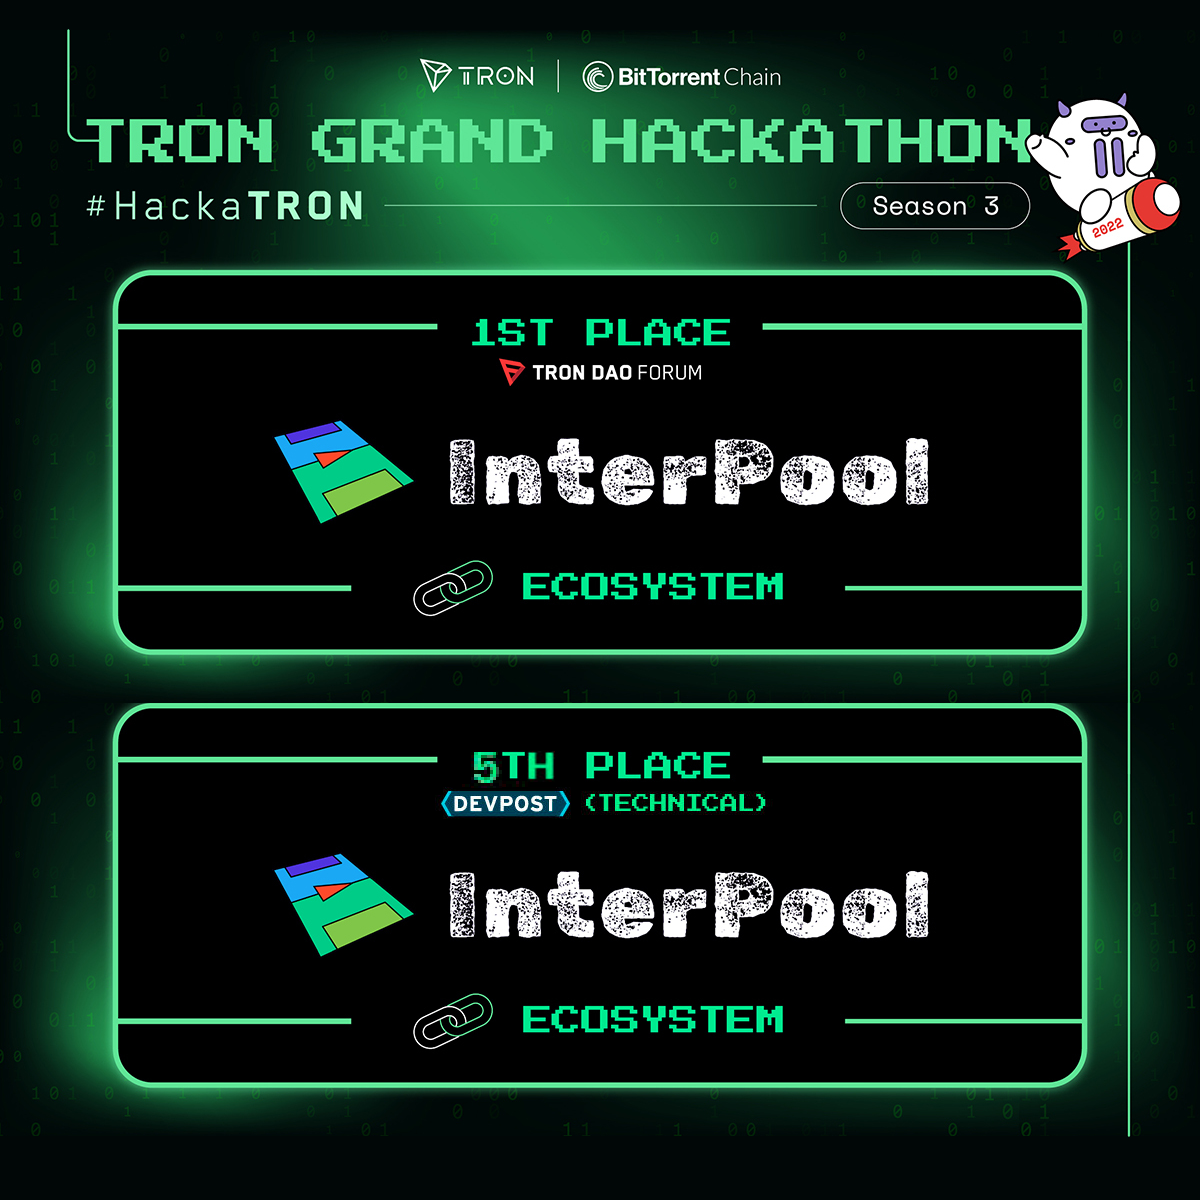 TRON | BitTorrent Chain
TRON GRAND HACKATHON
#HackaTRON
Season 3
2022
1ST PLACE
TRON DAO FORUM
InterPool
ECOSYSTEM
5TH PLACE
DEVPOST (TECHNICAL)
InterPool
ECOSYSTEM